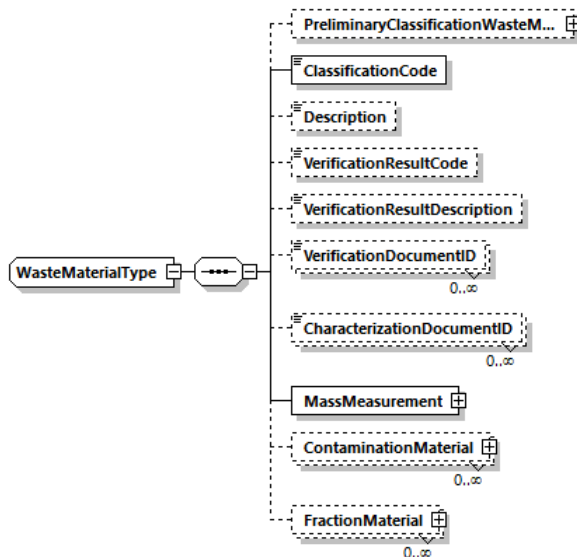 PreliminaryClassificationWasteM...
ClassificationCode
Description
VerificationResultCode
VerificationResultDescription
WasteMaterialType
VerificationDocumentID
0..∞
CharacterizationDocumentID
0..∞
MassMeasurement
ContaminationMaterial
0..∞
FractionMaterial
0..∞